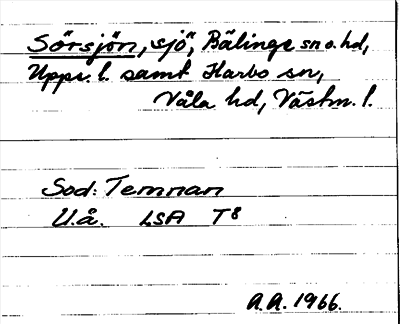 Sörsjön, sjö, Bälinge sn o. hd,
Upps. l. samt Harbo sn,
Våla hd, Västm. l.
Sod: Temnan
U.å. LSA T8
A.A. 1966.